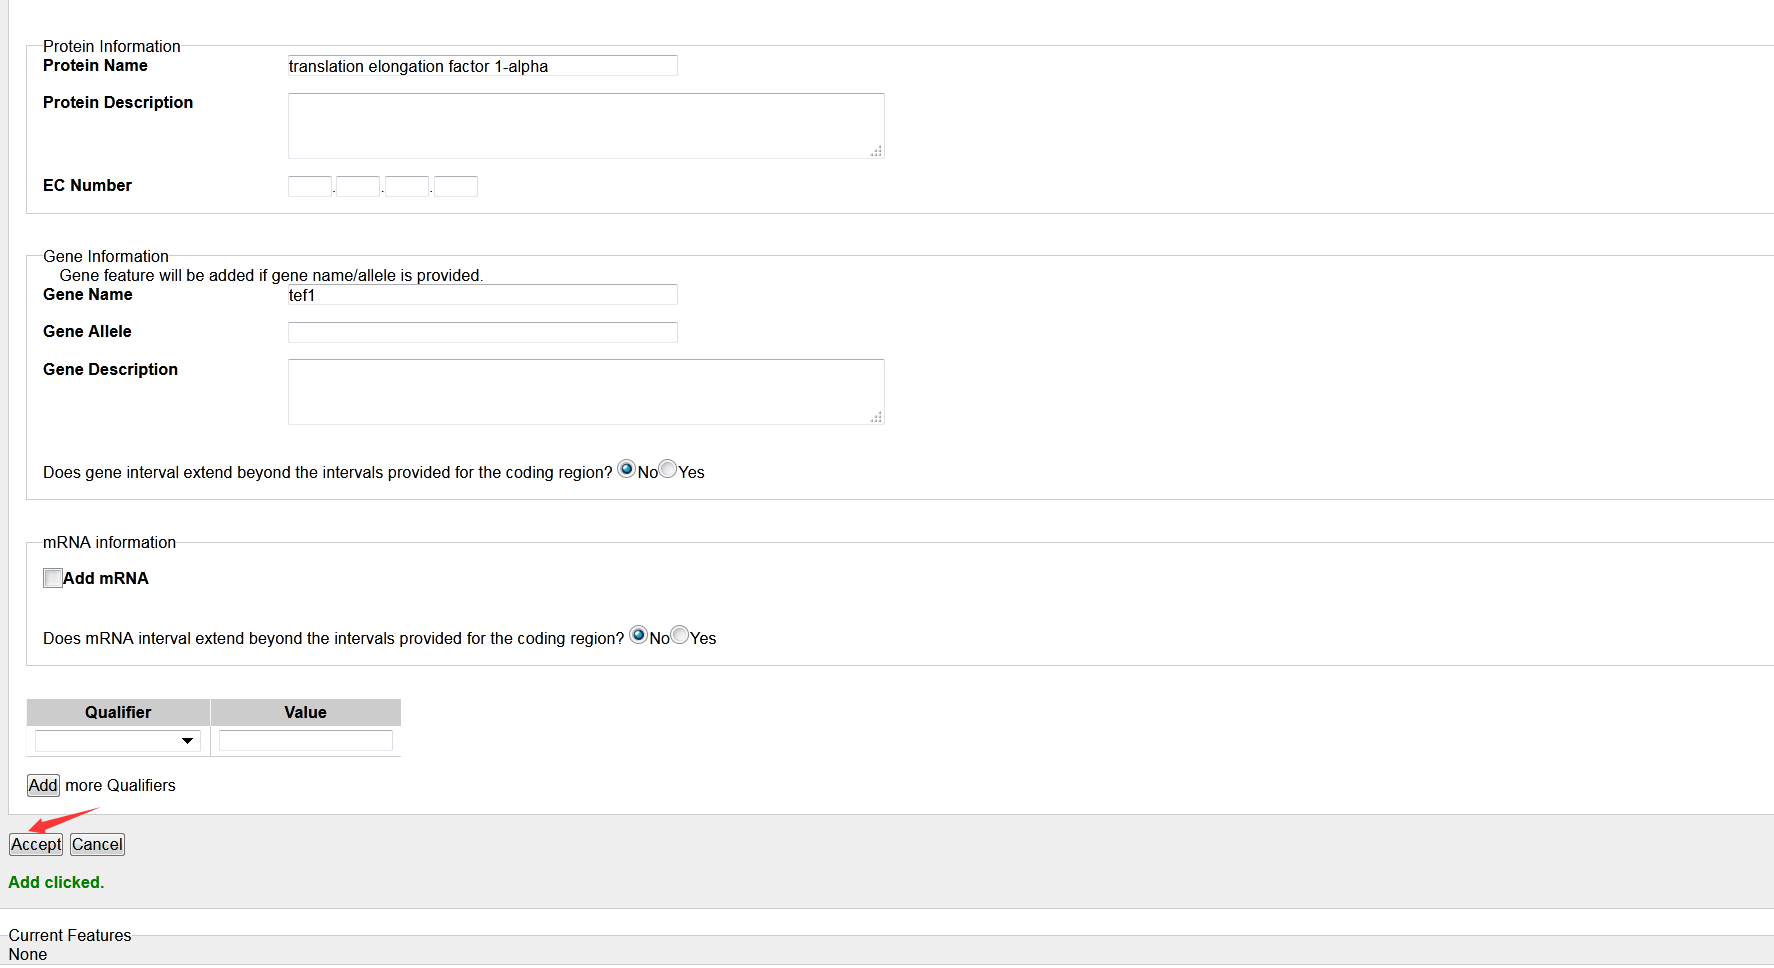 Protein Information
Protein Name translation elongation factor 1-alpha
Protein Description
EC Number . . .
Gene Information
Gene feature will be added if gene name/allele is provided.
Gene Name tef1
Gene Allele
Gene Description
Does gene interval extend beyond the intervals provided for the coding region? No Yes
mRNA information
Add mRNA
Does mRNA interval extend beyond the intervals provided for the coding region? No Yes
Qualifier Value
Add more Qualifiers
Accept Cancel
Add clicked.
Current Features
None